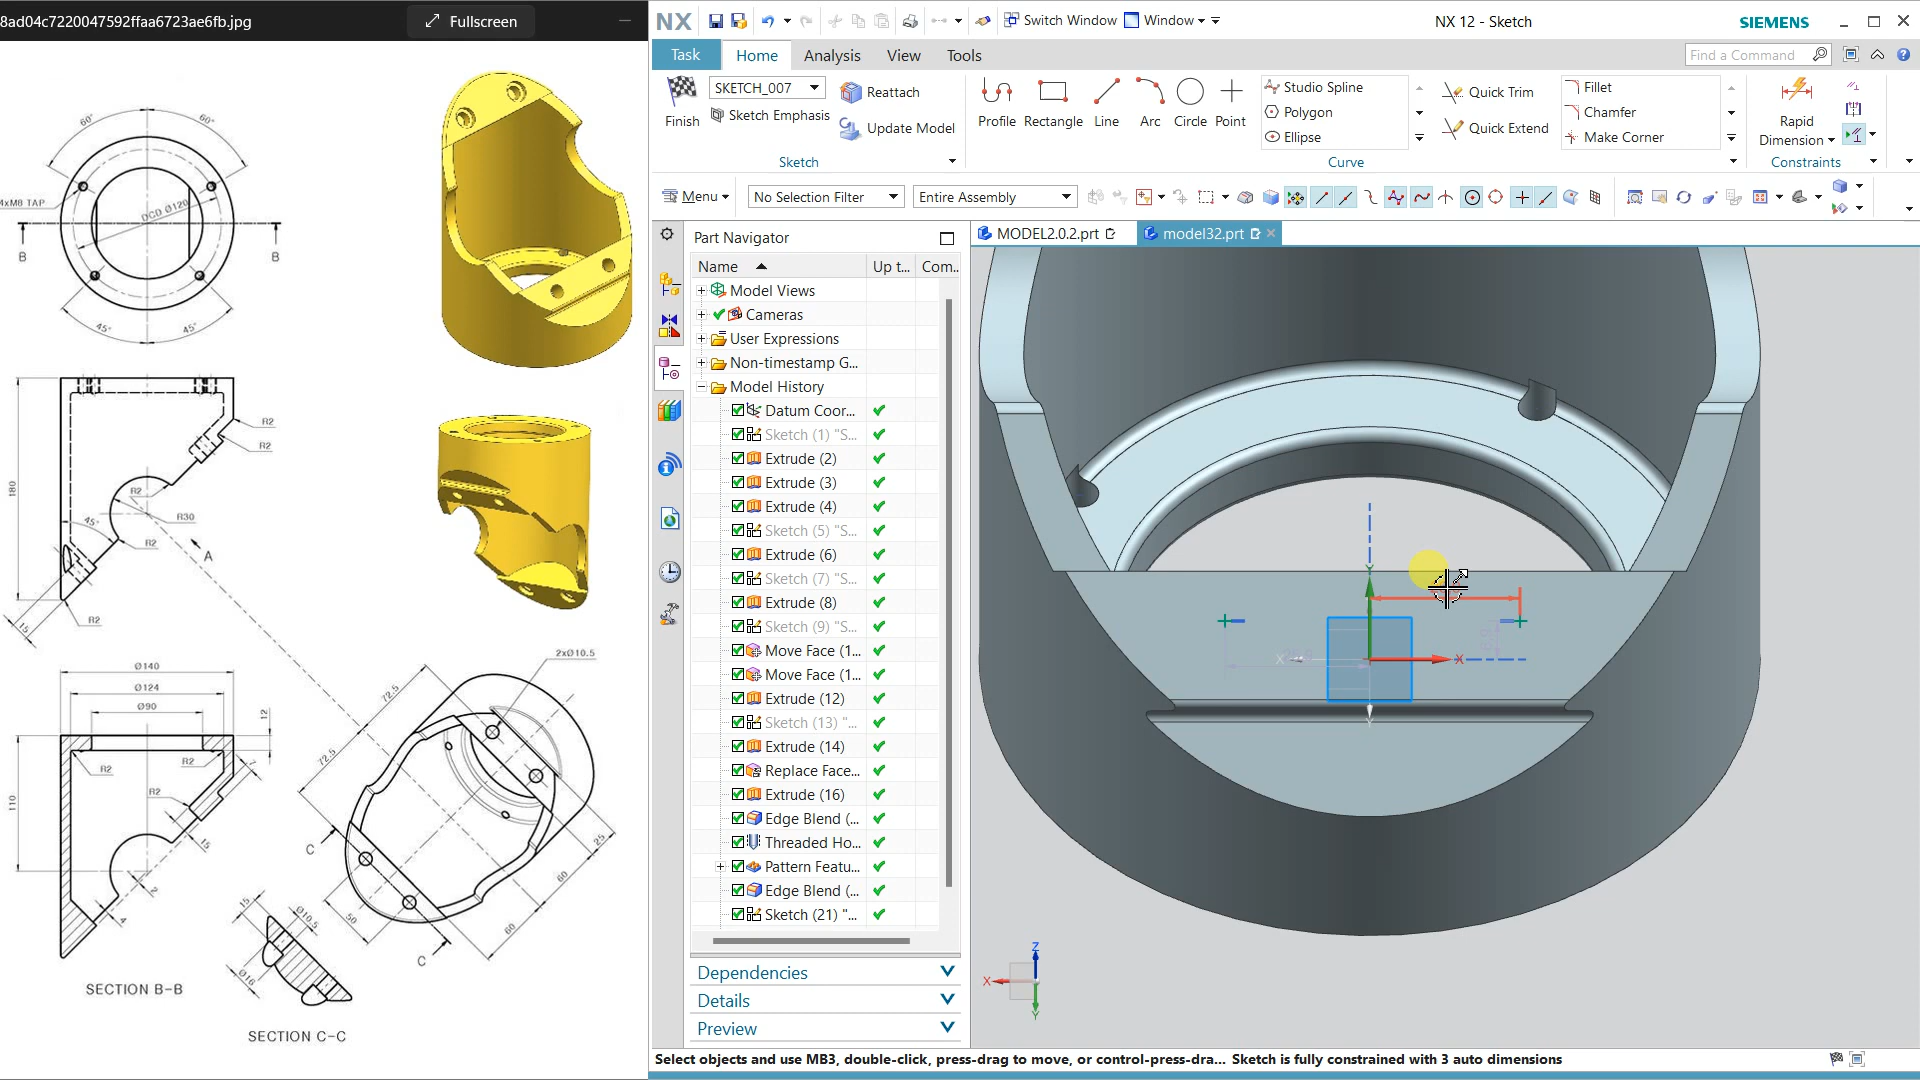 8ad04c7220047592ffaa6723ae6fb.jpg
Fullscreen
NX
Switch Window
Window
NX 12 - Sketch
SIEMENS
Task
Home
Analysis
View
Tools
Find a Command
SKETCH_007
Finish
Sketch Emphasis
Reattach
Update Model
Sketch
Profile
Rectangle
Line
Arc
Circle
Point
Studio Spline
Polygon
Ellipse
Quick Trim
Quick Extend
Fillet
Chamfer
Make Corner
Curve
Rapid
Dimension
Constraints
Menu
No Selection Filter
Entire Assembly
Part Navigator
MODEL2.0.2.prt
model32.prt
Name
Up t...
Com..
Model Views
Cameras
User Expressions
Non-timestamp G...
Model History
Datum Coor...
Sketch (1) "S...
Extrude (2)
Extrude (3)
Extrude (4)
Sketch (5) "S...
Extrude (6)
Sketch (7) "S...
Extrude (8)
Sketch (9) "S...
Move Face (1...
Move Face (1...
Extrude (12)
Sketch (13) "...
Extrude (14)
Replace Face...
Extrude (16)
Edge Blend (...
Threaded Ho...
Pattern Featu...
Edge Blend (...
Sketch (21) "...
Dependencies
Details
Preview
Select objects and use MB3, double-click, press-drag to move, or control-press-dra...
Sketch is fully constrained with 3 auto dimensions
60°
60°
4xM8 TAP
DCD Ø120
B
B
45°
45°
R2
R2
180
R2
R30
45°
R2
A
R2
15
Ø140
Ø124
Ø90
12
R2
R2
7
R2
110
15
2
4
SECTION B-B
2xØ10.5
72.5
72.5
C
25
60
50
60
C
15
Ø10.5
Ø16
SECTION C-C
X
Y
X
Z
X
Y